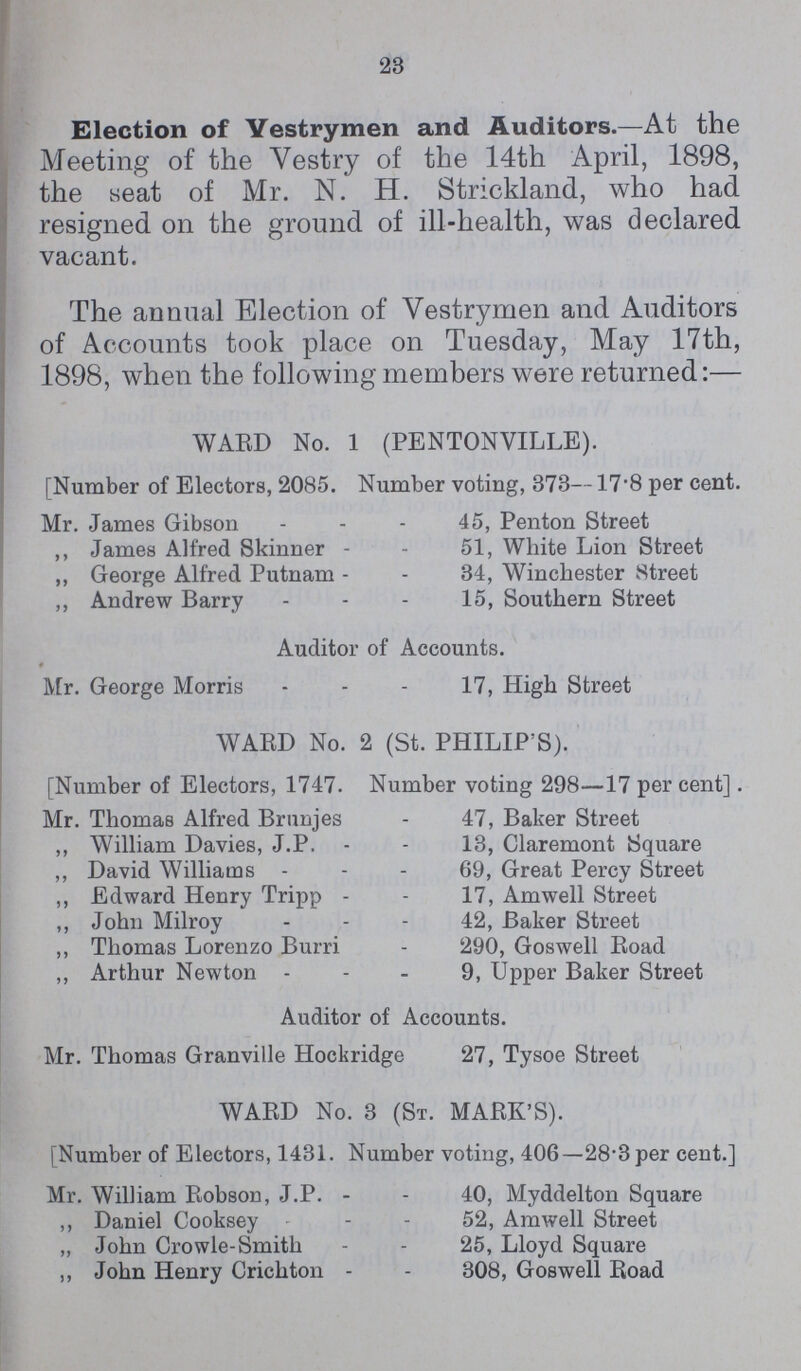 23
Election of Vestrymen and Auditors.—At the
Meeting of the Vestry of the 14th April, 1898,
the seat of Mr. N. H. Strickland, who had
resigned on the ground of ill-health, was declared
vacant.
The annual Election of Vestrymen and Auditors
of Accounts took place on Tuesday, May 17th,
1898, when the following members were returned:—
WARD No. 1 (PENTONVILLE).
[Number of Electors, 2085. Number voting, 373—17·8 per cent.
Mr. James Gibson - - - 45, Penton Street
,, James Alfred Skinner - - 51, White Lion Street
,, George Alfred Putnam - - 34, Winchester Street
,, Andrew Barry - - - 15, Southern Street
Auditor of Accounts.
Mr. George Morris - - - 17, High Street
WARD No. 2 (St. PHILIP'S).
[Number of Electors, 1747. Number voting 298—17 per cent].
Mr. Thomas Alfred Brunjes - 47, Baker Street
,, William Davies, J.P. - - 13, Claremont Square
,, David Williams - - - 69, Great Percy Street
,, Edward Henry Tripp - - 17, Amwell Street
,, John Milroy - - - 42, Baker Street
,, Thomas Lorenzo Burri - 290, Goswell Road
,, Arthur Newton - - - 9, Upper Baker Street
Auditor of Accounts.
Mr. Thomas Granville Hockridge 27, Tysoe Street
WARD No. 3 (St. MARK'S).
[Number of Electors, 1431. Number voting, 406—28·3 per cent.]
Mr. William Robson, J.P. - - 40, Myddelton Square
,, Daniel Cooksey - - - 52, Amwell Street
,, John Crowle-Smith - - 25, Lloyd Square
,, John Henry Crichton - - 308, Goswell Road